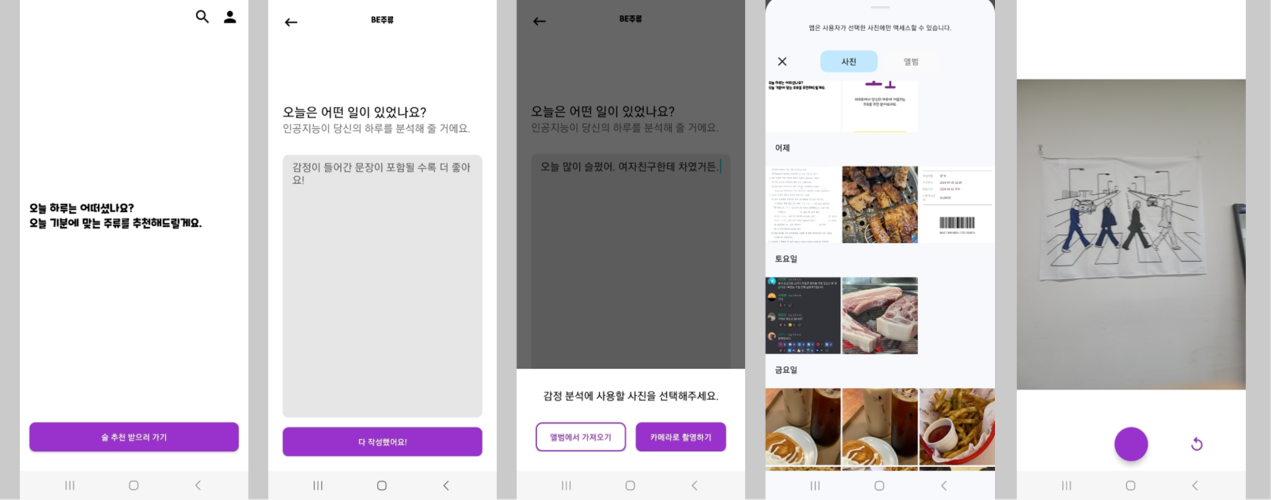 오늘 하루는 어떠셨나요?
오늘 기분에 맞는 주류를 추천해드릴게요.
술 추천 받으러 가기
BE주류
오늘은 어떤 일이 있었나요?
인공지능이 당신의 하루를 분석해 줄 거에요.
감정이 들어간 문장이 포함될 수록 더 좋아
요!
다 작성했어요!
BE주류
오늘은 어떤 일이 있었나요?
인공지능이 당신의 하루를 분석해 줄 거에요.
오늘 많이 슬펐어. 여자친구한테 차였거든.
감정 분석에 사용할 사진을 선택해주세요.
앨범에서 가져오기
카메라로 촬영하기
앱은 사용자가 선택한 사진에만 액세스할 수 있습니다.
사진
앨범
어제
토요일
금요일